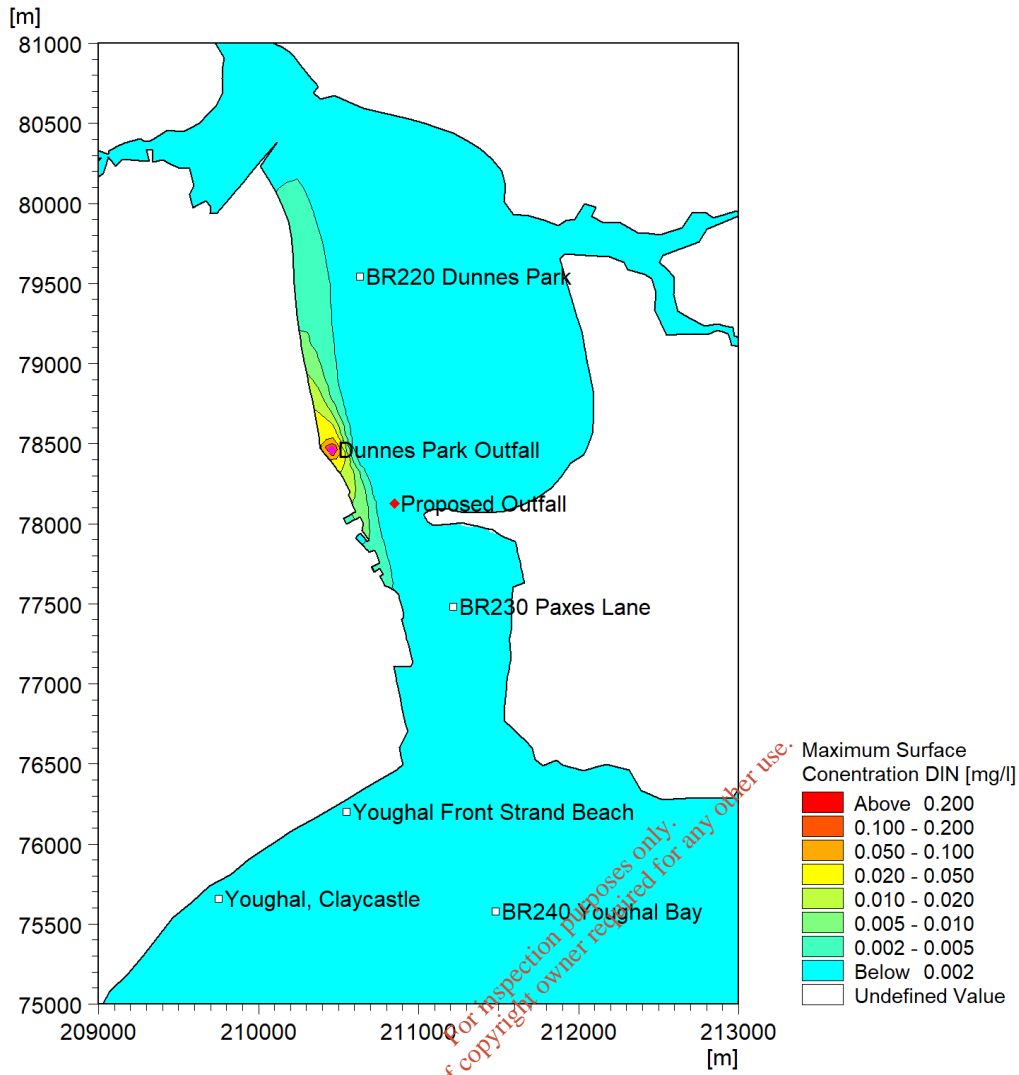 [m]
81000
80500
80000
79500
79000
78500
78000
77500
77000
76500
76000
75500
75000
BR220 Dunnes Park
Dunnes Park Outfall
Proposed Outfall
BR230 Paxes Lane
Youghal Front Strand Beach
Youghal, Claycastle
BR240 Youghal Bay
209000 210000 211000 212000 213000
[m]
Maximum Surface
Conentration DIN [mg/l]
Above 0.200
0.100 - 0.200
0.050 - 0.100
0.020 - 0.050
0.010 - 0.020
0.005 - 0.010
0.002 - 0.005
Below 0.002
Undefined Value
For inspection purposes only.
f copyright owner required for any other use.